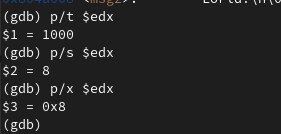 (gdb) p/t $edx
$1 = 1000
(gdb) p/s $edx
$2 = 8
(gdb) p/x $edx
$3 = 0x8
(gdb)